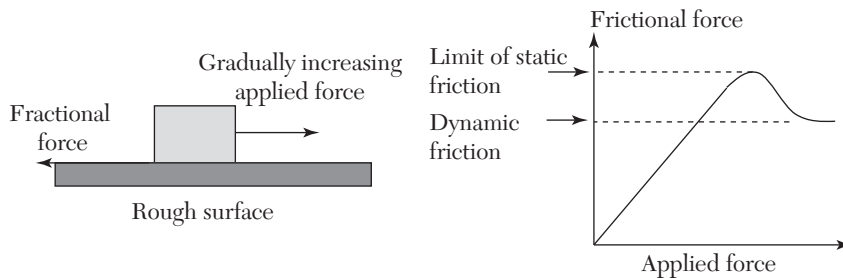 Gradually increasing
applied force
Fractional
force
Rough surface
Frictional force
Limit of static
friction
Dynamic
friction
Applied force